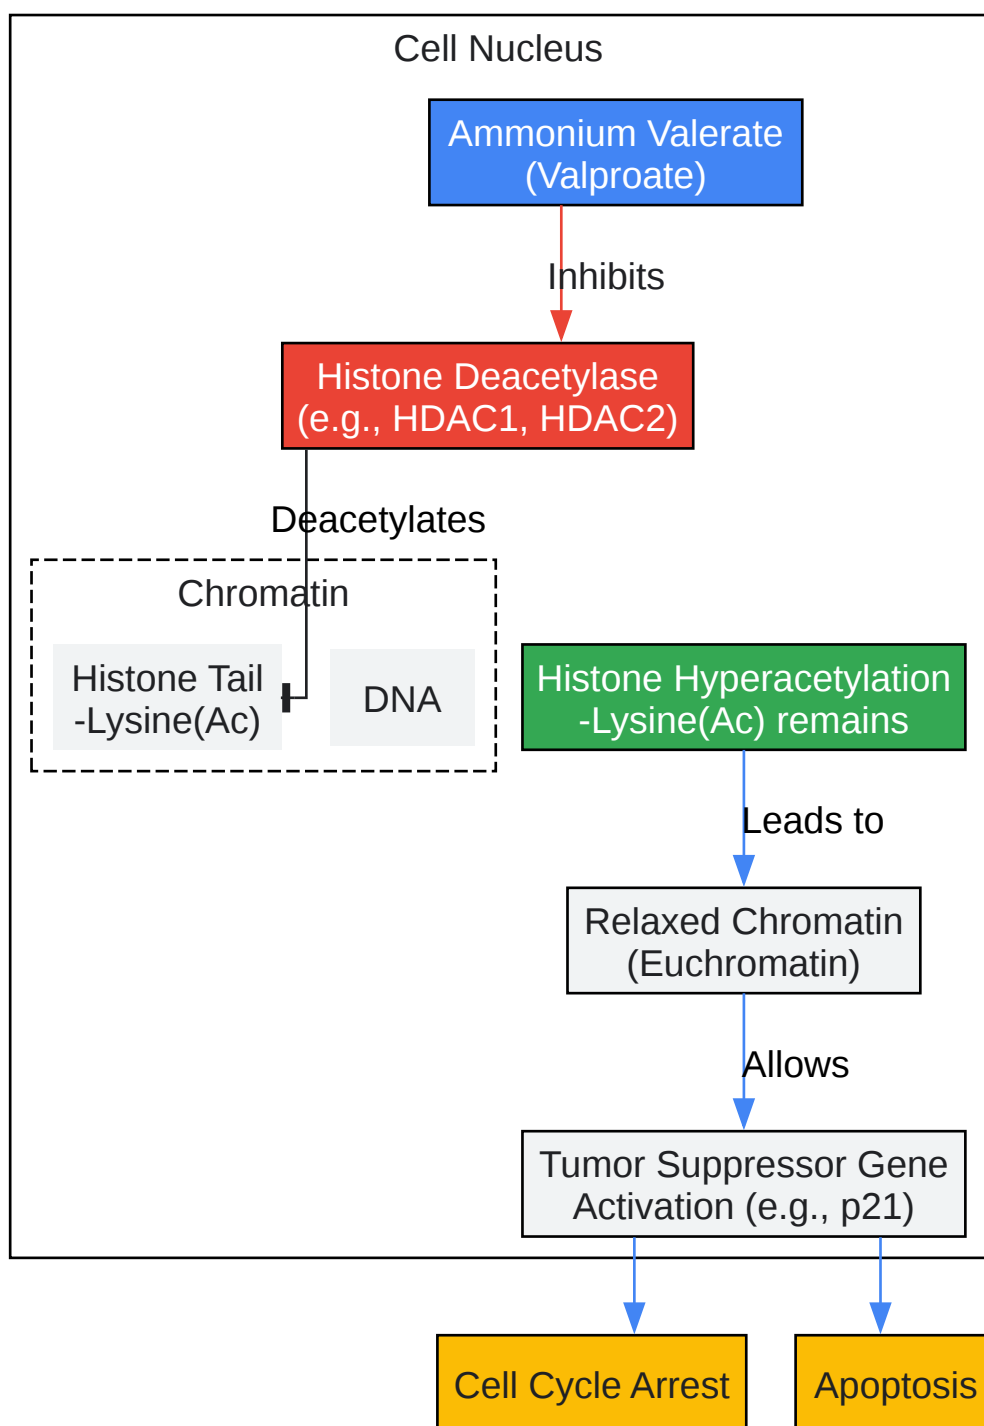 Cell Nucleus
Ammonium Valerate
(Valproate)
Inhibits
Histone Deacetylase
(e.g., HDAC1, HDAC2)
Deacetylates
Chromatin
Histone Tail
-Lysine(Ac)
DNA
Histone Hyperacetylation
-Lysine(Ac) remains
Leads to
Relaxed Chromatin
(Euchromatin)
Allows
Tumor Suppressor Gene
Activation (e.g., p21)
Cell Cycle Arrest
Apoptosis